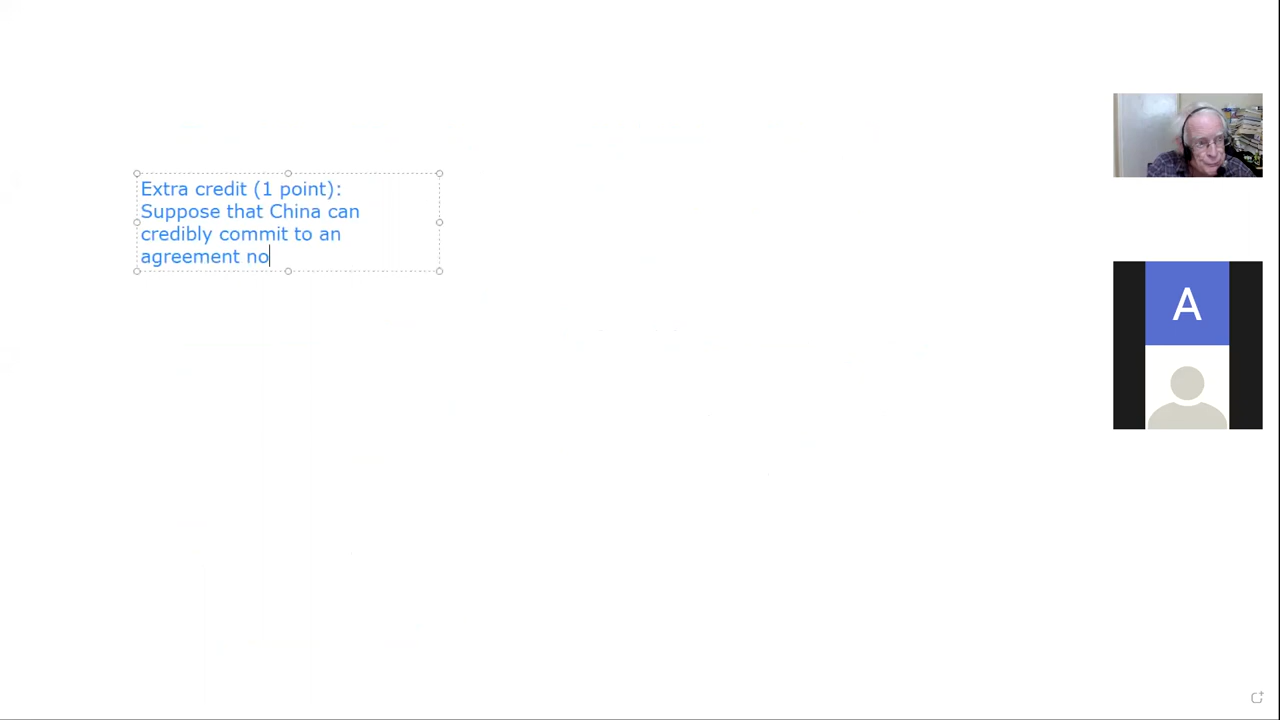 Extra credit (1 point):
Suppose that China can
credibly commit to an
agreement no
A